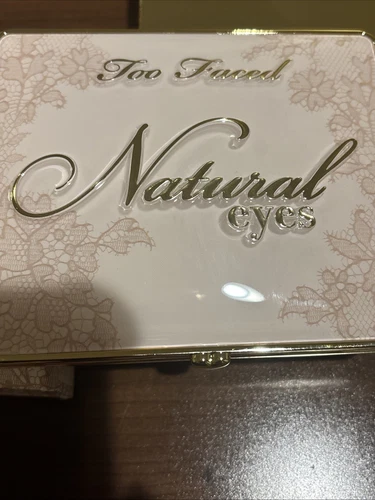 Too Faced
Natural
eyes